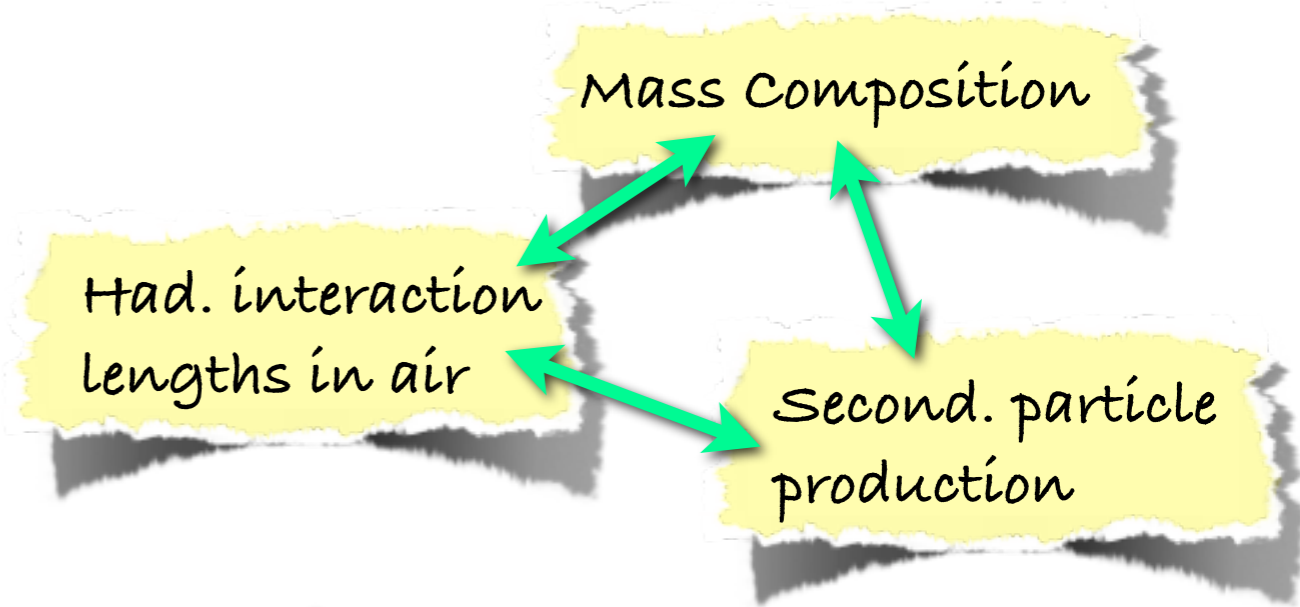 Mass Composition
Had. interaction
lengths in air
Second. particle
production